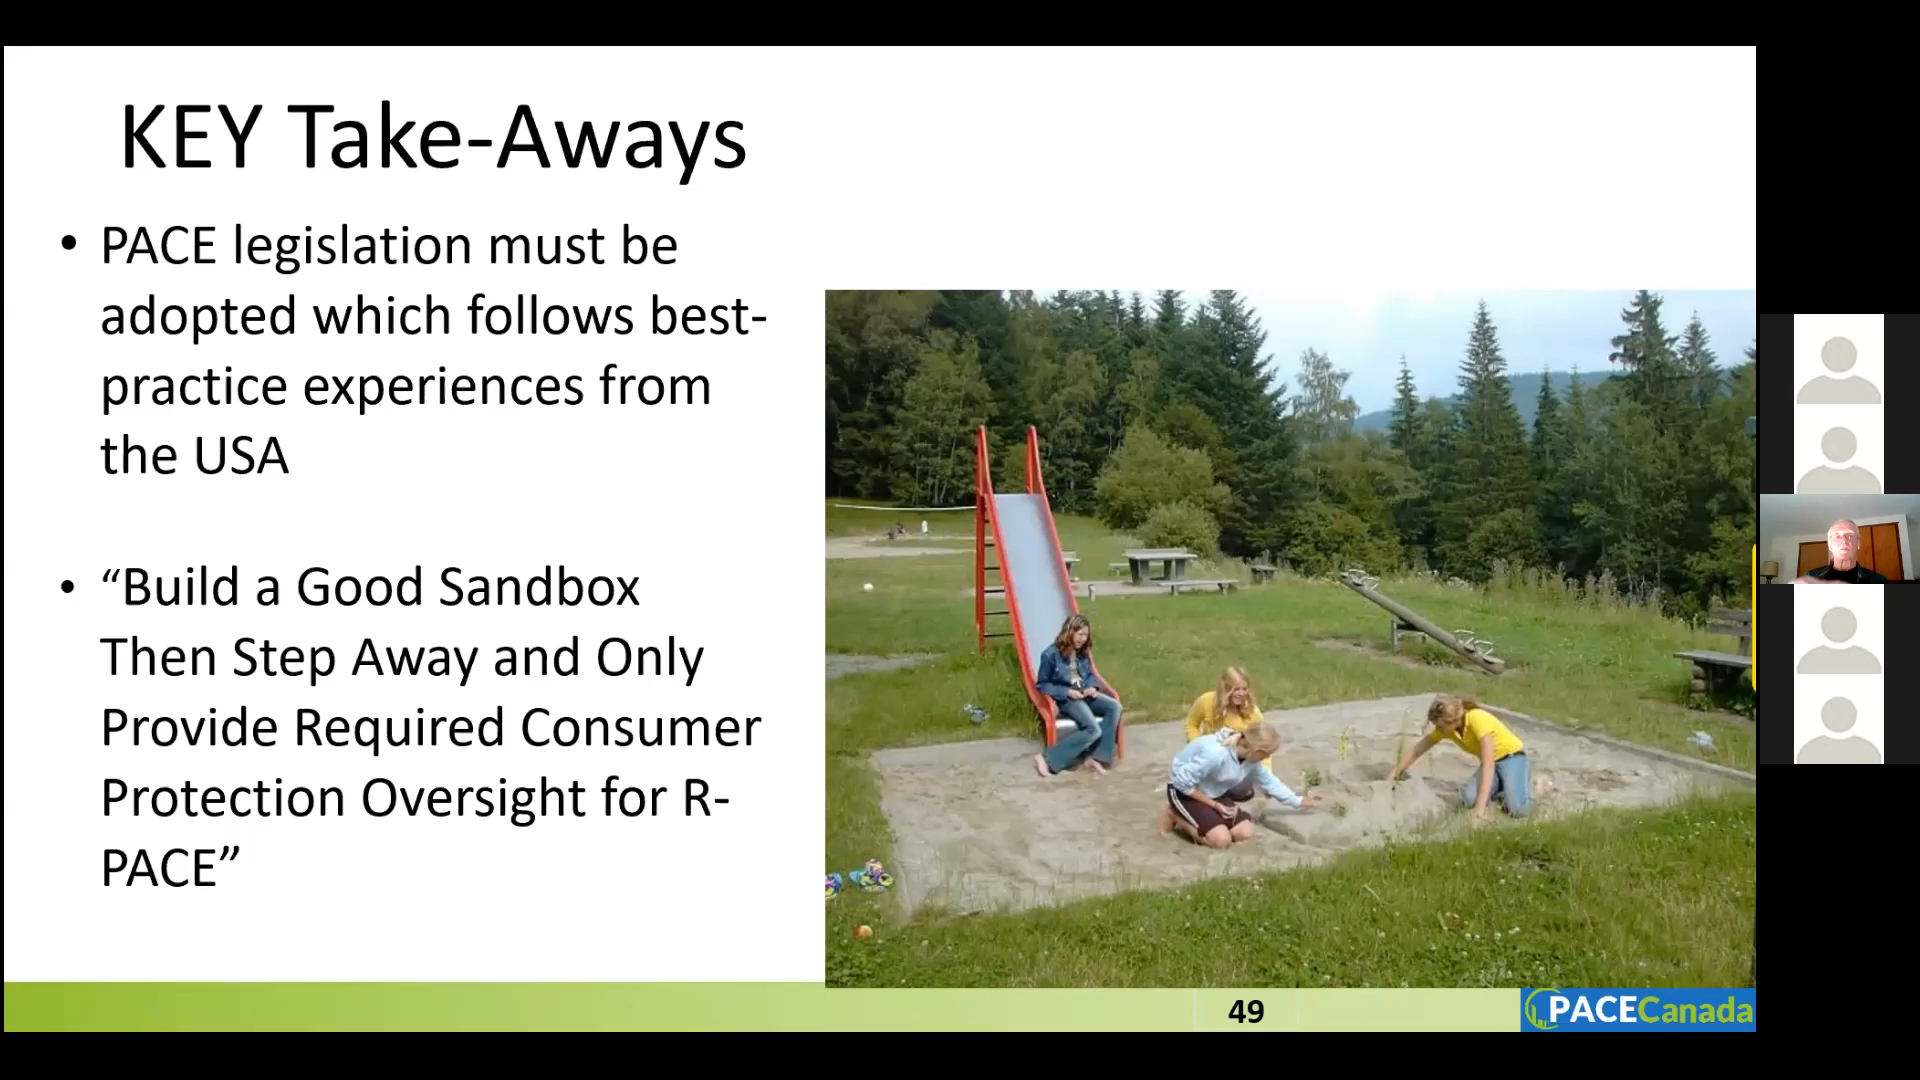 KEY Take-Aways
• PACE legislation must be
adopted which follows best-
practice experiences from
the USA
• “Build a Good Sandbox
Then Step Away and Only
Provide Required Consumer
Protection Oversight for R-
PACE”
49
PACECanada